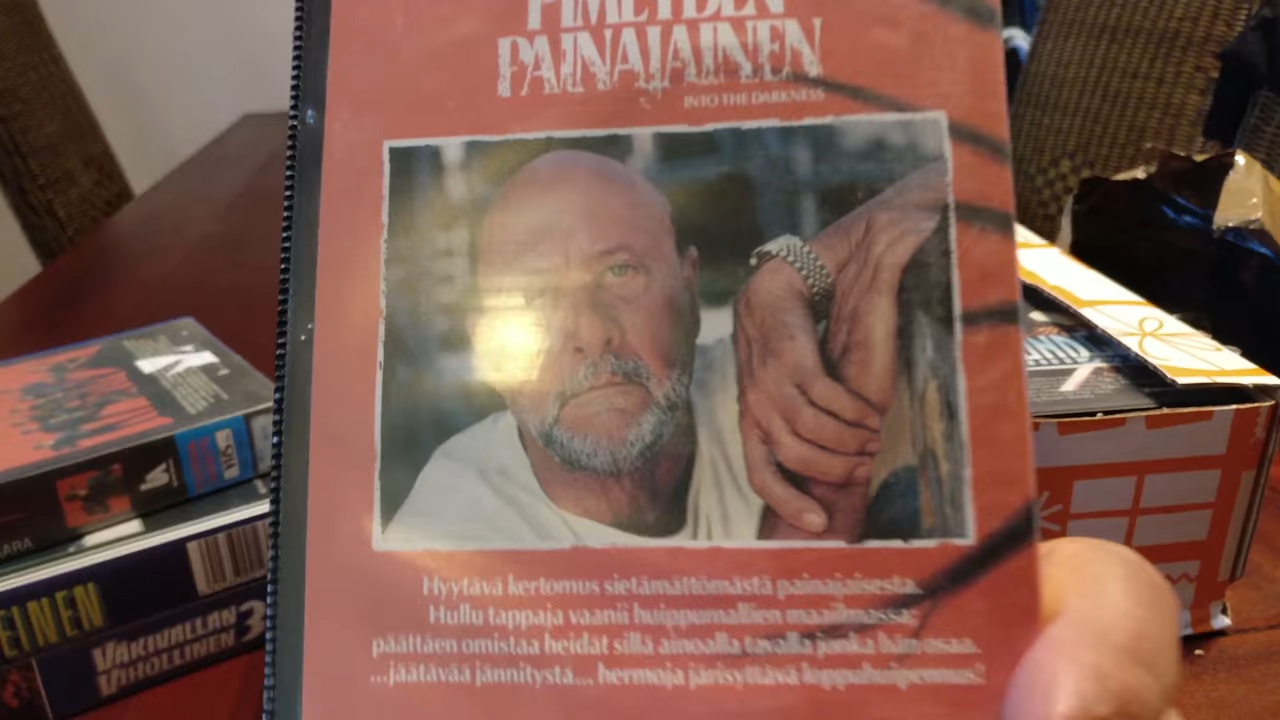 PIMEYDEN
PAINAJAINEN
INTO THE DARKNESS
Hyytävä kertomus sietämättömästä painajaisesta.
Hullu tappaja vaanii huippumallien maailmassa;
päättäen omistaa heidät sillä ainoalla tavalla jonka hän osaa.
...jäätävää jännitystä... hermoja järisyttävä loppuhuipennus!
EINEN
VÄKIVALLAN
VIHOLLINEN 3